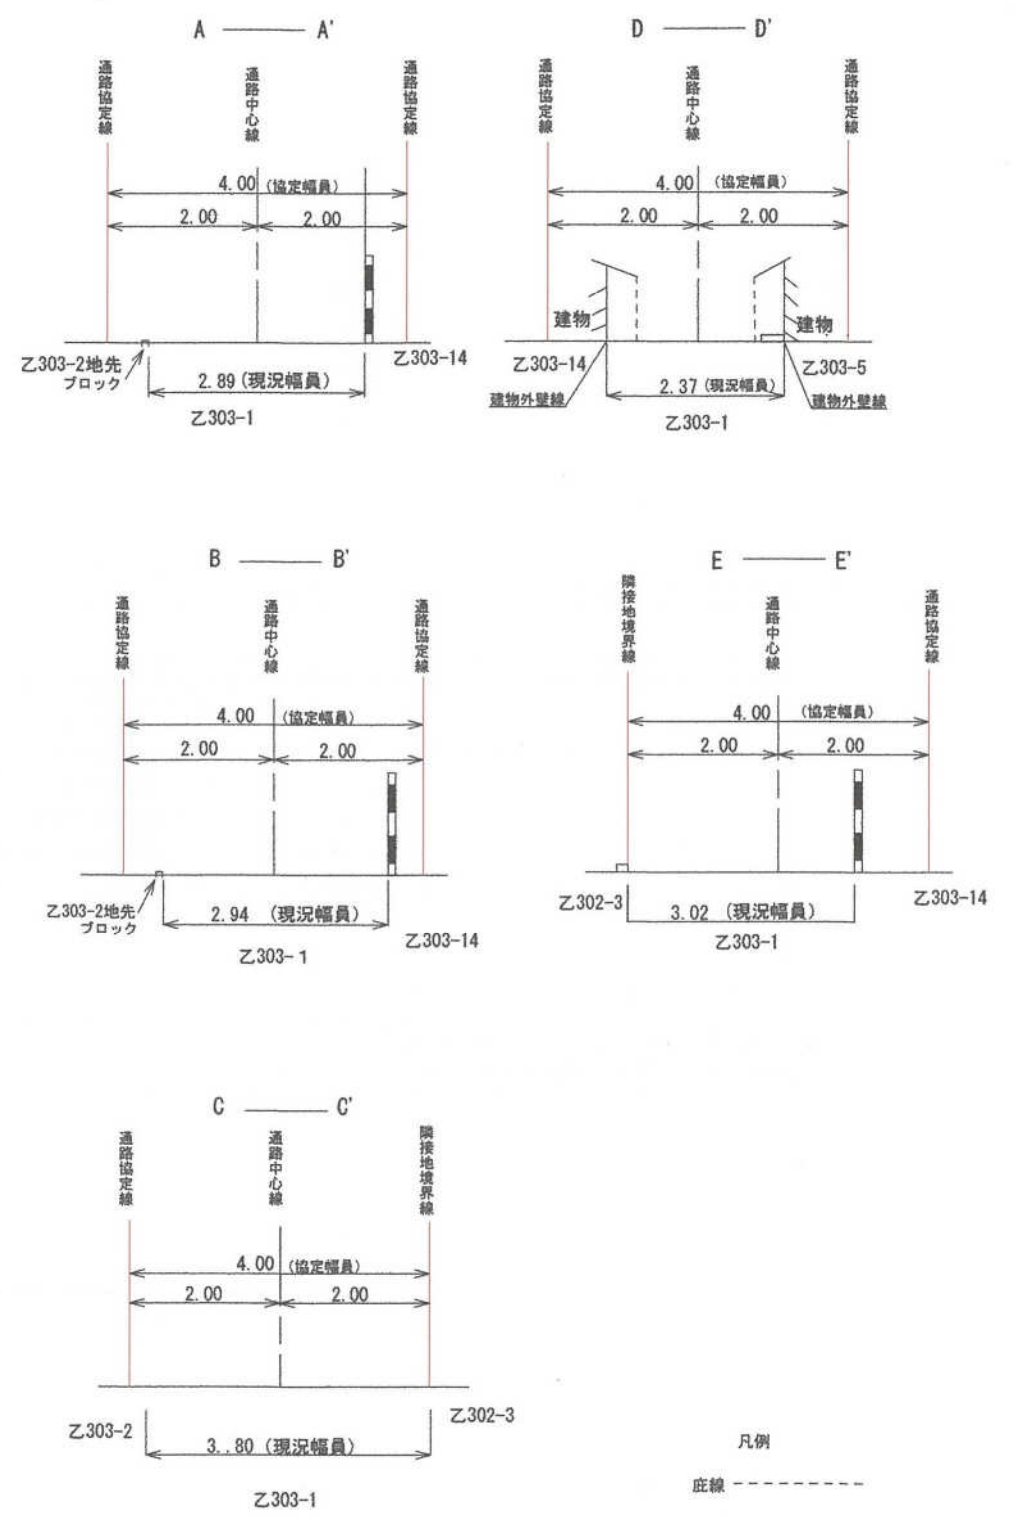 A ―――― A'
通路協定線
通路中心線
通路協定線
4.00 (協定幅員)
2.00
2.00
乙303-2地先
ブロック
乙303-14
2.89(現況幅員)
乙303-1
D ―――― D'
通路協定線
通路中心線
通路協定線
4.00 (協定幅員)
2.00
2.00
建物
建物
乙303-14
乙303-5
2.37(現況幅員)
建物外壁線
建物外壁線
乙303-1
B ―――― B'
通路協定線
通路中心線
通路協定線
4.00 (協定幅員)
2.00
2.00
乙303-2地先
ブロック
2.94 (現況幅員)
乙303-14
乙303-1
E ―――― E'
隣接地境界線
通路中心線
通路協定線
4.00 (協定幅員)
2.00
2.00
乙302-3
乙303-14
3.02 (現況幅員)
乙303-1
C ―――― C'
通路協定線
通路中心線
隣接地境界線
4.00 (協定幅員)
2.00
2.00
乙303-2
乙302-3
3..80(現況幅員)
乙303-1
凡例
庇線